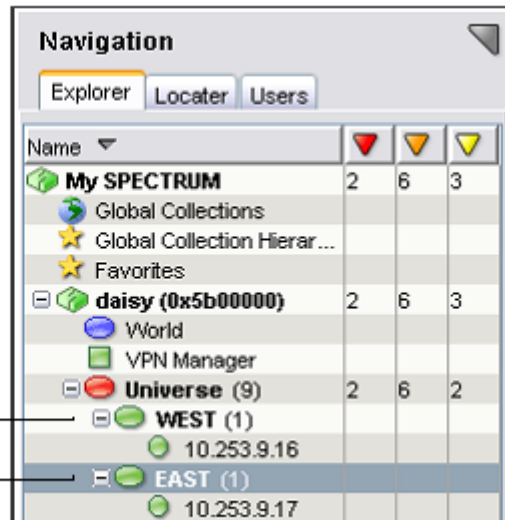 Navigation
Explorer Locater Users
Name
My SPECTRUM 2 6 3
Global Collections
Global Collection Hierar...
Favorites
daisy (0x5b00000) 2 6 3
World
VPN Manager
Universe (9) 2 6 2
WEST (1)
10.253.9.16
EAST (1)
10.253.9.17